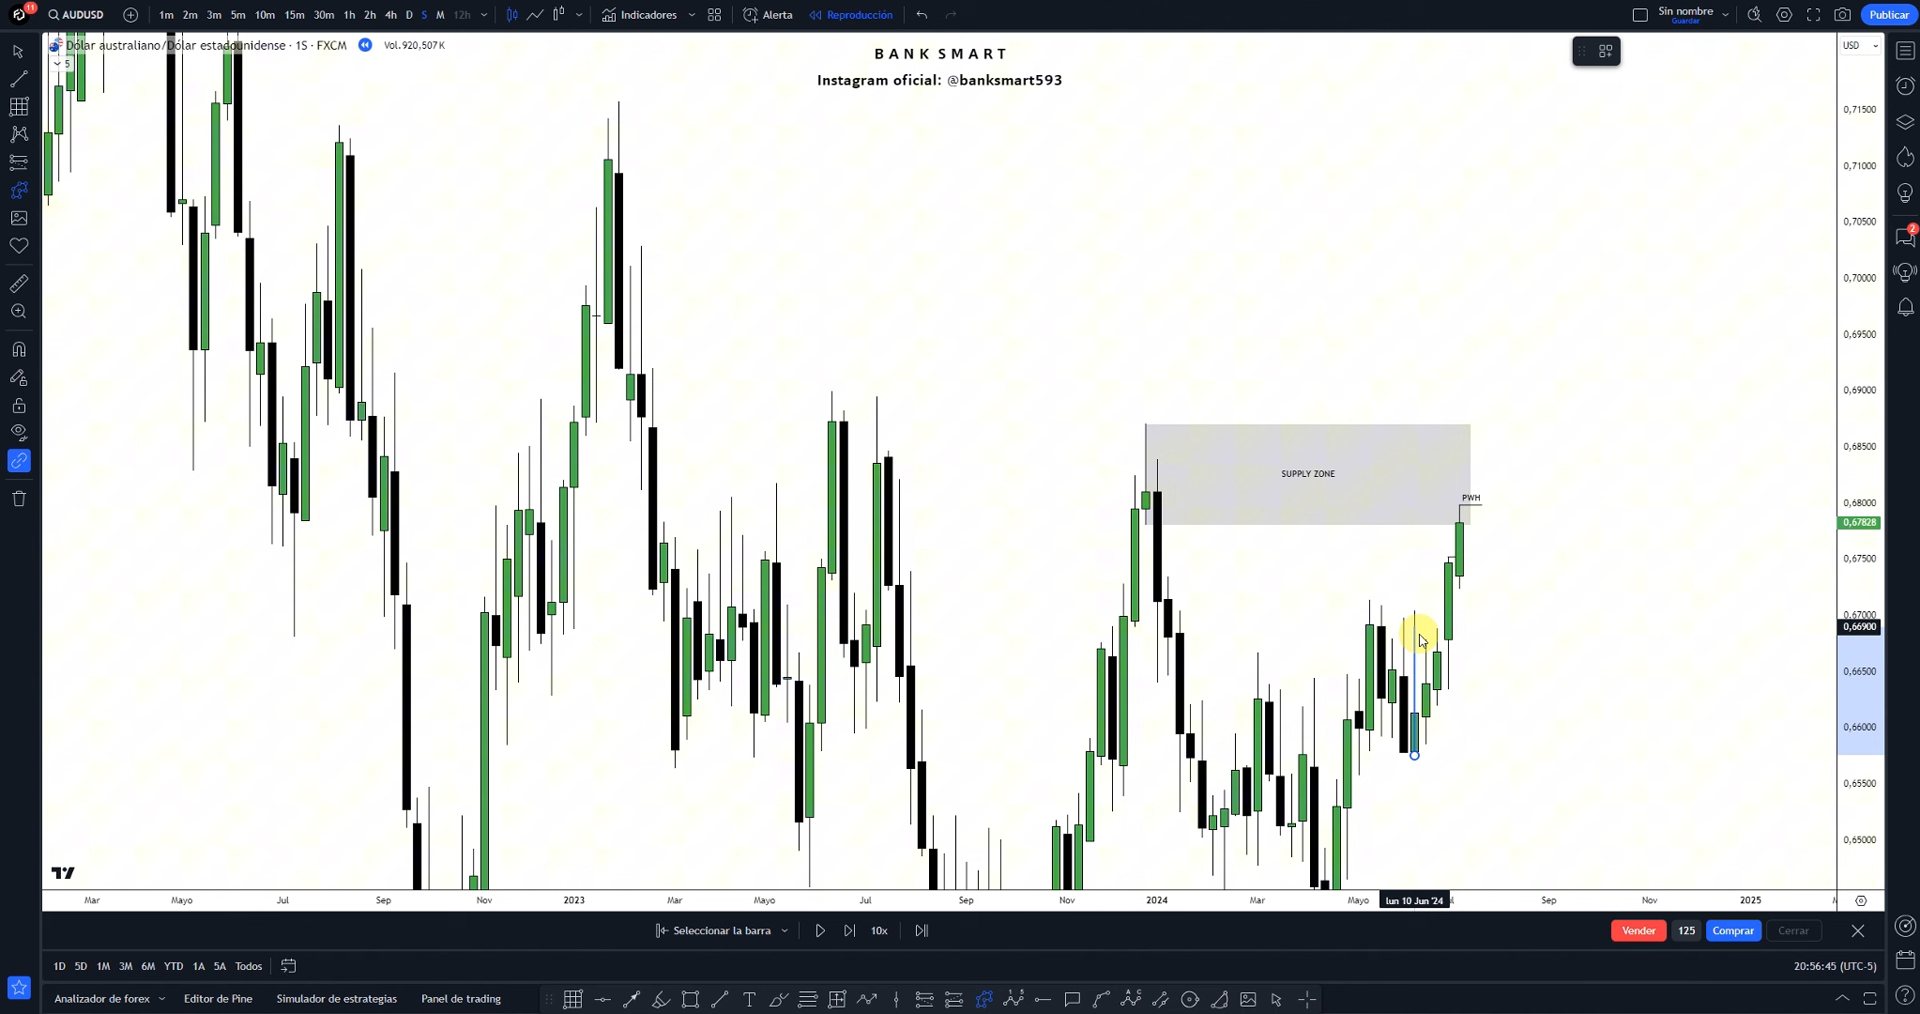 11
AUDUSD
1m 2m 3m 5m 10m 15m 30m 1h 2h 4h D S M 12h
Indicadores
Alerta
Reproducción
Sin nombre
Guardar
Publicar
Dólar australiano/Dólar estadounidense · 1S · FXCM
Vol.920,507K
5
B A N K S M A R T
Instagram oficial: @banksmart593
USD
2
0,71500
0,71000
0,70500
0,70000
0,69500
0,69000
0,68500
0,68000
0,67828
0,67500
0,67000
0,66900
0,66500
0,66000
0,65500
0,65000
SUPPLY ZONE
PWH
Mar Mayo Jul Sep Nov 2023 Mar Mayo Jul Sep Nov 2024 Mar Mayo lun 10 Jun '24 Sep Nov 2025
Seleccionar la barra
10x
Vender 125 Comprar Cerrar
1D 5D 1M 3M 6M YTD 1A 5A Todos
20:56:45 (UTC-5)
Analizador de forex
Editor de Pine
Simulador de estrategias
Panel de trading